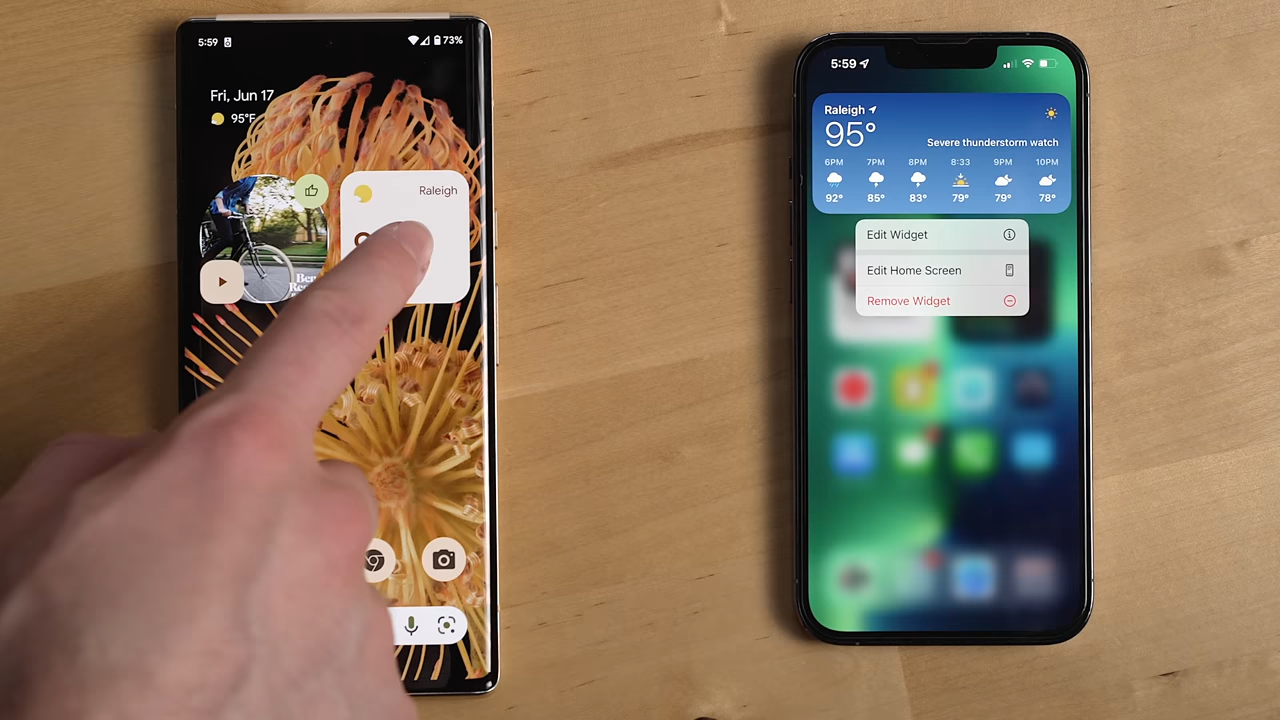 5:59
73%
Fri, Jun 17
95°F
Raleigh
5:59
Raleigh
95°
Severe thunderstorm watch
6PM 7PM 8PM 8:33 9PM 10PM
92° 85° 83° 79° 79° 78°
Edit Widget
Edit Home Screen
Remove Widget